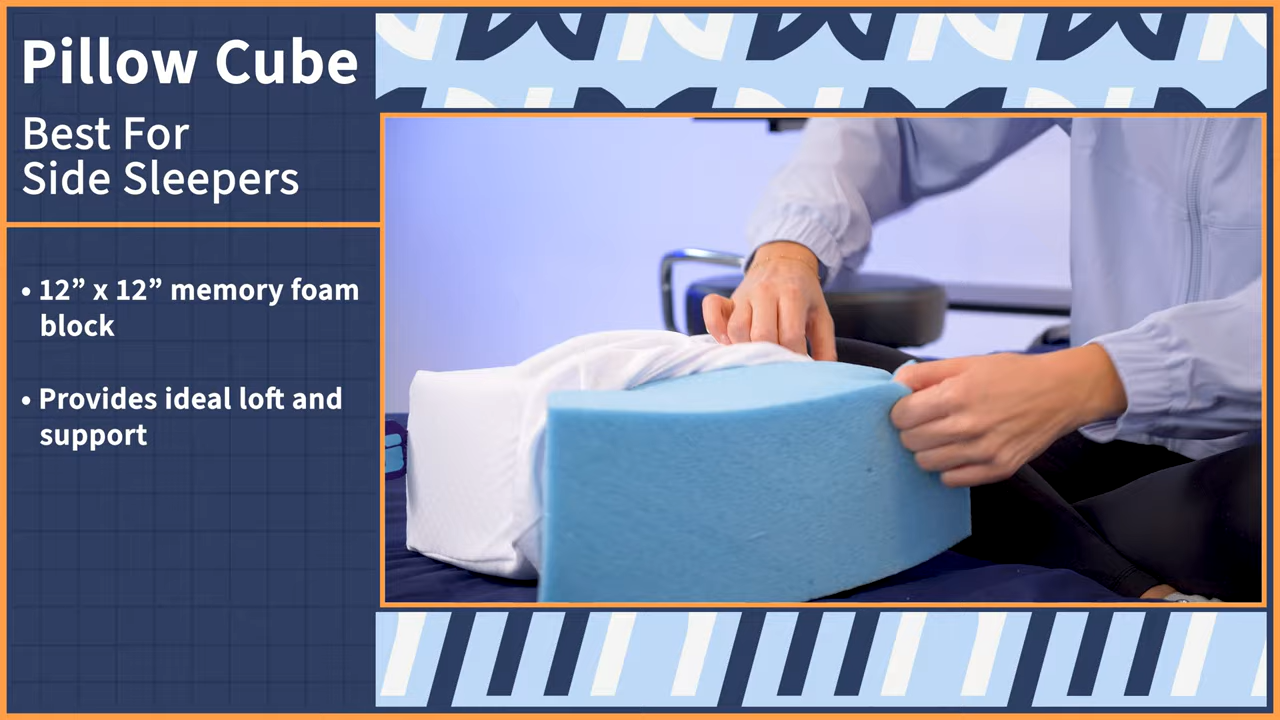 Pillow Cube
Best For
Side Sleepers
• 12” x 12” memory foam
block
• Provides ideal loft and
support